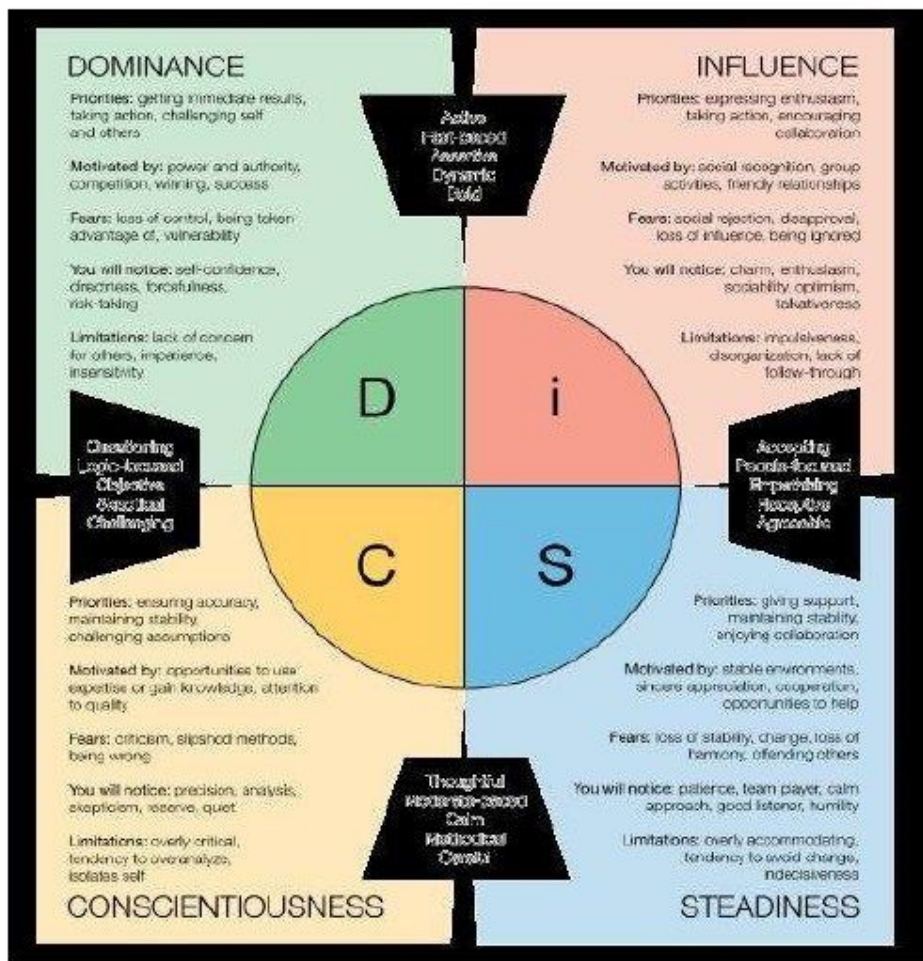 DOMINANCE
Priorities: getting immediate results,
taking action, challenging self
and others
Motivated by: power and authority,
competition, winning, success
Fears: loss of control, being taken
advantage of, vulnerability
You will notice: self-confidence,
directness, forcefulness,
risk-taking
Limitations: lack of concern
for others, impatience,
insensitivity
Active
Fast-paced
Assertive
Dynamic
Bold
INFLUENCE
Priorities: expressing enthusiasm,
taking action, encouraging
collaboration
Motivated by: social recognition, group
activities, friendly relationships
Fears: social rejection, disapproval,
loss of influence, being ignored
You will notice: charm, enthusiasm,
sociability, optimism,
talkativeness
Limitations: impulsiveness,
disorganization, lack of
follow-through
D
i
Questioning
Logic-focused
Objective
Skeptical
Challenging
Accepting
People-focused
Empathizing
Receptive
Agreeable
C
S
Priorities: ensuring accuracy,
maintaining stability,
challenging assumptions
Motivated by: opportunities to use
expertise or gain knowledge, attention
to quality
Fears: criticism, slipshod methods,
being wrong
You will notice: precision, analysis,
skepticism, reserve, quiet
Limitations: overly critical,
tendency to overanalyze,
isolates self
CONSCIENTIOUSNESS
Thoughtful
Moderate-paced
Calm
Methodical
Careful
Priorities: giving support,
maintaining stability,
enjoying collaboration
Motivated by: stable environments,
sincere appreciation, cooperation,
opportunities to help
Fears: loss of stability, change, loss of
harmony, offending others
You will notice: patience, team player, calm
approach, good listener, humility
Limitations: overly accommodating,
tendency to avoid change,
indecisiveness
STEADINESS